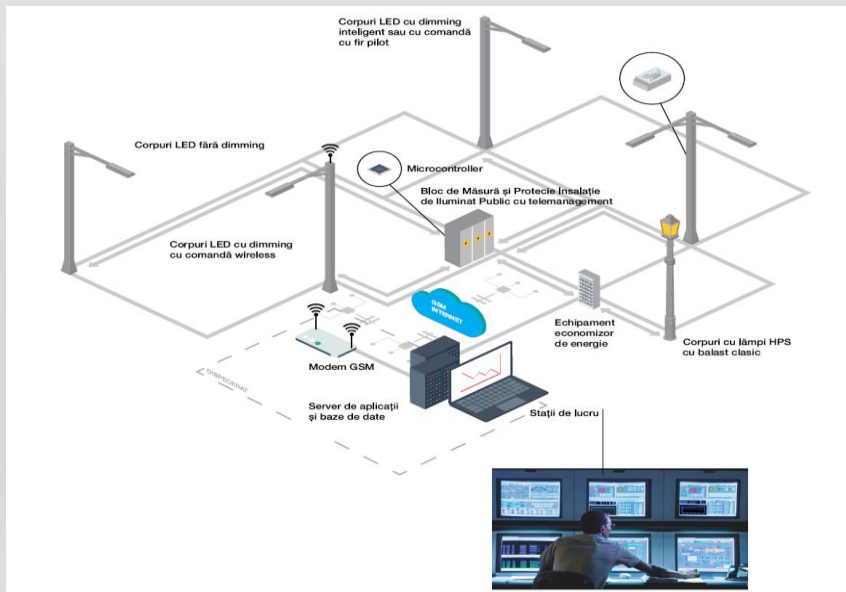 Corpuri LED cu dimming
inteligent sau cu comandă
cu fir pilot
Corpuri LED fără dimming
Microcontroller
Bloc de Măsură și Protecie Insalație
de Iluminat Public cu telemanagement
Corpuri LED cu dimming
cu comandă wireless
GSM
INTERNET
Echipament
economizor
de energie
Corpuri cu lămpi HPS
cu balast clasic
Modem GSM
DISPECERAT
Server de aplicații
și baze de date
Stații de lucru